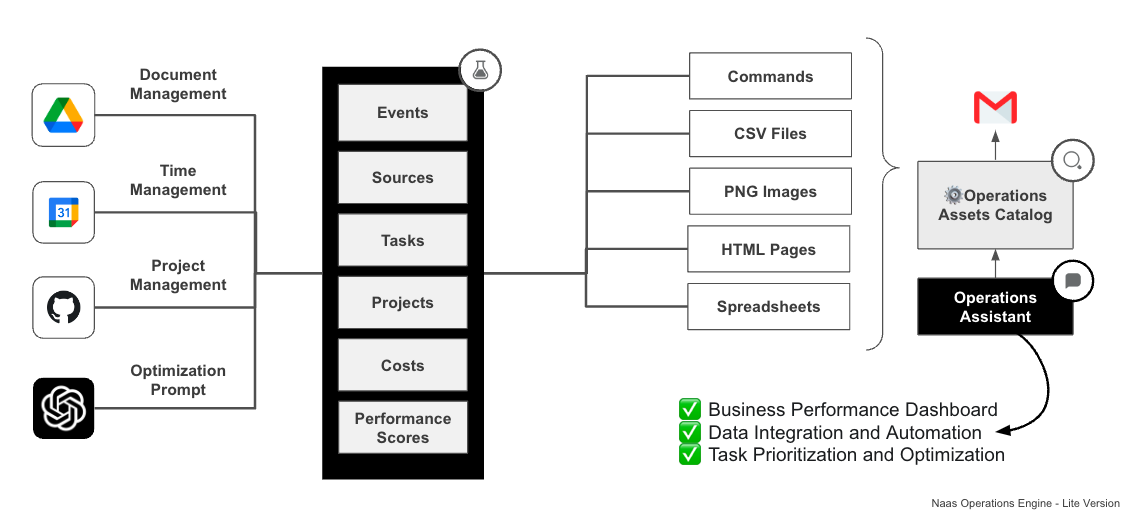 Document
Management
Time
Management
31
Project
Management
Optimization
Prompt
Events
Sources
Tasks
Projects
Costs
Performance
Scores
Commands
CSV Files
PNG Images
HTML Pages
Spreadsheets
Operations
Assets Catalog
Operations
Assistant
Business Performance Dashboard
Data Integration and Automation
Task Prioritization and Optimization
Naas Operations Engine - Lite Version